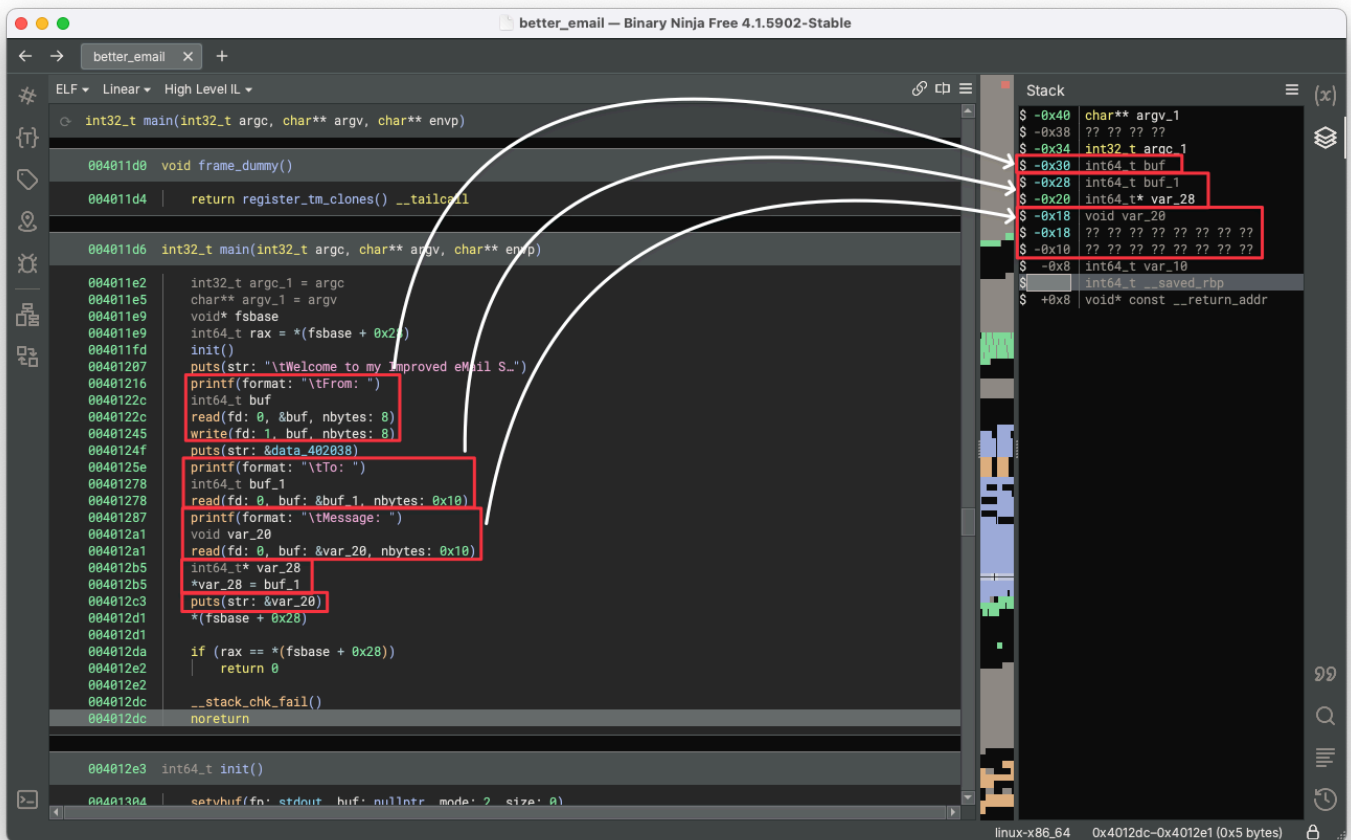 better_email — Binary Ninja Free 4.1.5902-Stable
better_email
ELF Linear High Level IL
int32_t main(int32_t argc, char** argv, char** envp)
004011d0 void frame_dummy()
004011d4 return register_tm_clones() __tailcall
004011d6 int32_t main(int32_t argc, char** argv, char** envp)
004011e2 int32_t argc_1 = argc
004011e5 char** argv_1 = argv
004011e9 void* fsbase
004011e9 int64_t rax = *(fsbase + 0x28)
004011fd init()
00401207 puts(str: "\tWelcome to my Improved eMail S…")
00401216 printf(format: "\tFrom: ")
0040122c int64_t buf
0040122c read(fd: 0, &buf, nbytes: 8)
00401245 write(fd: 1, buf, nbytes: 8)
0040124f puts(str: &data_402038)
0040125e printf(format: "\tTo: ")
00401278 int64_t buf_1
00401278 read(fd: 0, buf: &buf_1, nbytes: 0x10)
00401287 printf(format: "\tMessage: ")
004012a1 void var_20
004012a1 read(fd: 0, buf: &var_20, nbytes: 0x10)
004012b5 int64_t* var_28
004012b5 *var_28 = buf_1
004012c3 puts(str: &var_20)
004012d1 *(fsbase + 0x28)
004012d1
004012da if (rax == *(fsbase + 0x28))
004012e2 return 0
004012e2
004012dc __stack_chk_fail()
004012dc noreturn
004012e3 int64_t init()
00401304 setvbuf(fp: stdout, buf: nullptr, mode: 2, size: 0)
Stack
$ -0x40 char** argv_1
$ -0x38 ?? ?? ?? ??
$ -0x34 int32_t argc_1
$ -0x30 int64_t buf
$ -0x28 int64_t buf_1
$ -0x20 int64_t* var_28
$ -0x18 void var_20
$ -0x18 ?? ?? ?? ?? ?? ?? ?? ??
$ -0x10 ?? ?? ?? ?? ?? ?? ?? ??
$ -0x8 int64_t var_10
$ int64_t __saved_rbp
$ +0x8 void* const __return_addr
linux-x86_64 0x4012dc–0x4012e1 (0x5 bytes)